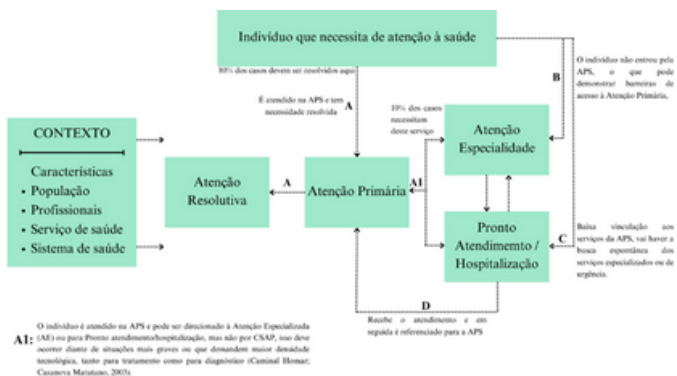 Indivíduo que necessita de atenção à saúde
80% dos casos devem ser resolvidos aqui
É atendido na APS e tem
necessidade resolvida
A
B
O indivíduo não entrou pela
APS, o que pode
demonstrar barreiras de
acesso à Atenção Primária.
10% dos casos
necessitam
deste serviço
Atenção
Especialidade
CONTEXTO
Características
• População
• Profissionais
• Serviço de saúde
• Sistema de saúde
Atenção
Resolutiva
A
Atenção Primária
A1
Pronto
Atendimento /
Hospitalização
C
Baixa vinculação aos
serviços da APS, vai haver a
busca espontânea dos
serviços especializados ou de
urgência.
D
Recebe o atendimento e em
seguida é referenciado para a APS
A1:
O indivíduo é atendido na APS e pode ser direcionado à Atenção Especializada
(AE) ou para Pronto atendimento/hospitalização, mas não por CSAP, isso deve
ocorrer diante de situações mais graves ou que demandem maior densidade
tecnológica, tanto para tratamento como para diagnóstico (Caminal Homar;
Casanova Matutano, 2003).